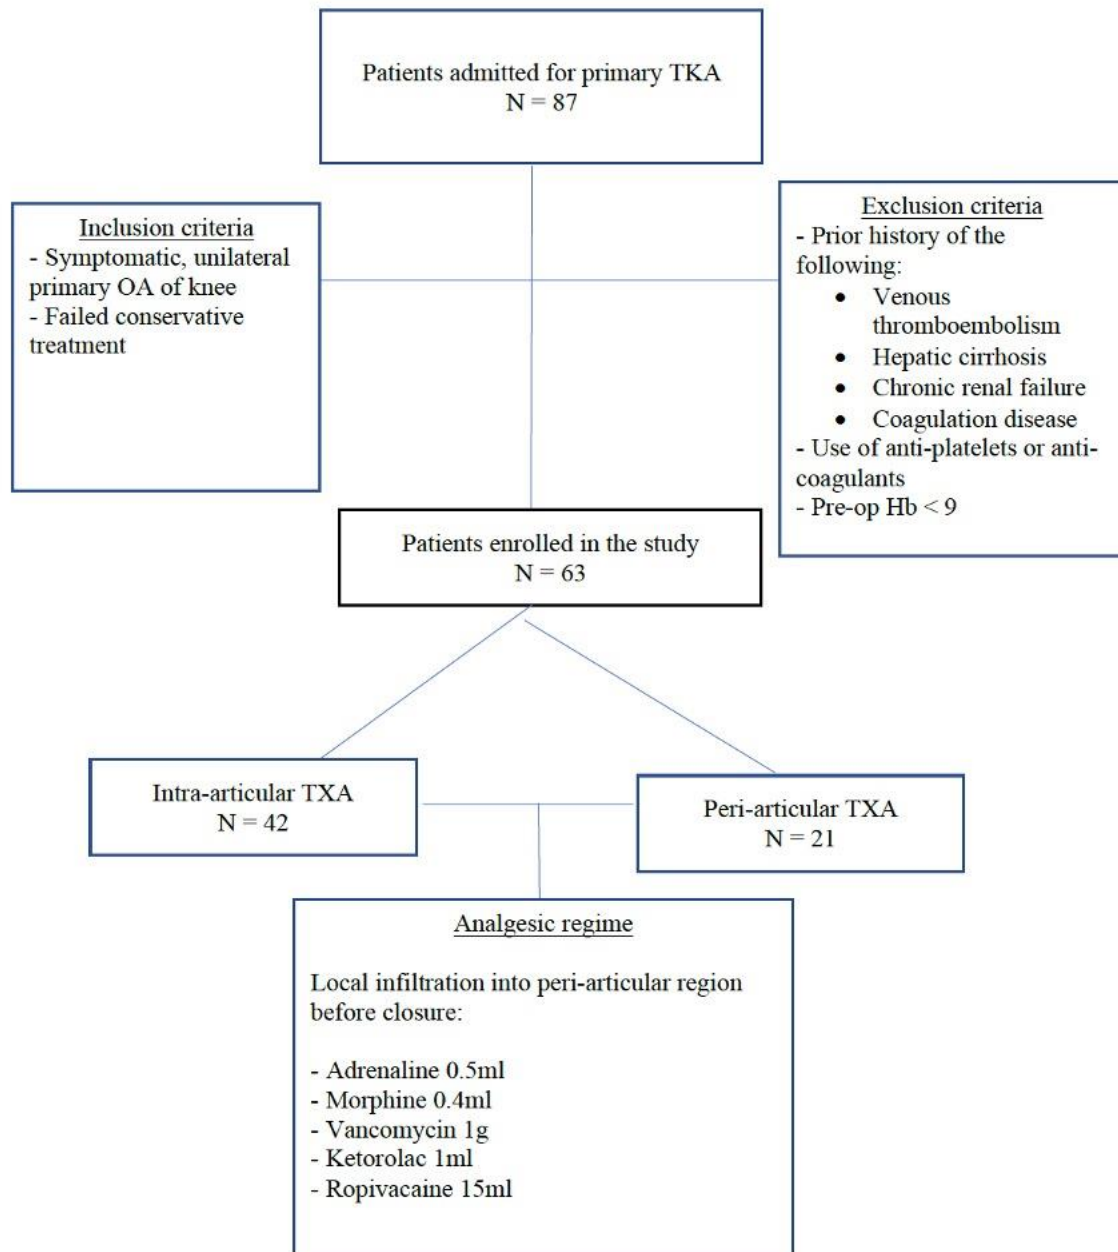 Patients admitted for primary TKA
N = 87
Inclusion criteria
- Symptomatic, unilateral
primary OA of knee
- Failed conservative
treatment
Exclusion criteria
- Prior history of the
following:
• Venous
thromboembolism
• Hepatic cirrhosis
• Chronic renal failure
• Coagulation disease
- Use of anti-platelets or anti-
coagulants
- Pre-op Hb < 9
Patients enrolled in the study
N = 63
Intra-articular TXA
N = 42
Peri-articular TXA
N = 21
Analgesic regime
Local infiltration into peri-articular region
before closure:
- Adrenaline 0.5ml
- Morphine 0.4ml
- Vancomycin 1g
- Ketorolac 1ml
- Ropivacaine 15ml